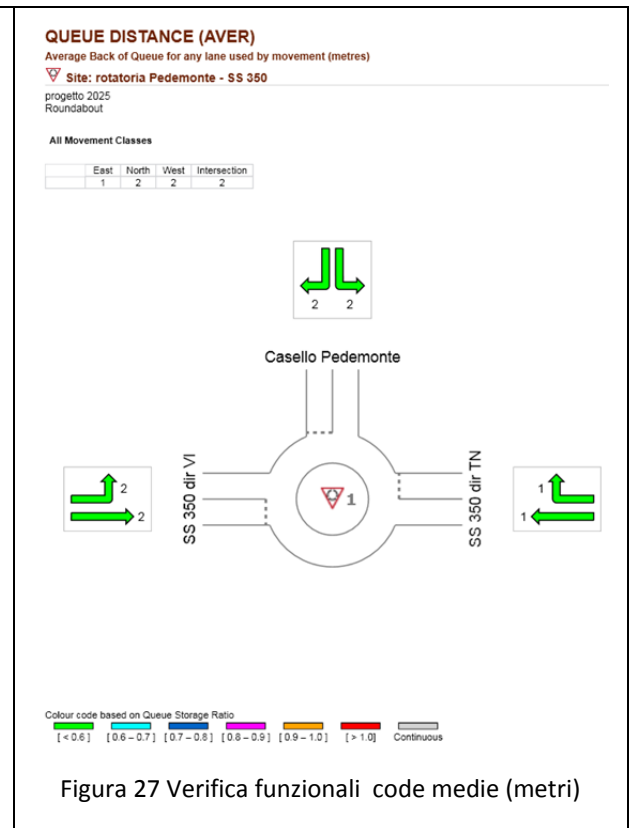 QUEUE DISTANCE (AVER)
Average Back of Queue for any lane used by movement (metres)
Site: rotatoria Pedemonte - SS 350
progetto 2025
Roundabout
All Movement Classes
East North West Intersection
1 2 2 2
2 2
Casello Pedemonte
SS 350 dir VI
SS 350 dir TN
2
2
1
1
1
Colour code based on Queue Storage Ratio
[ < 0.6 ] [ 0.6 – 0.7 ] [ 0.7 – 0.8 ] [ 0.8 – 0.9 ] [ 0.9 – 1.0 ] [ > 1.0] Continuous
Figura 27 Verifica funzionali code medie (metri)